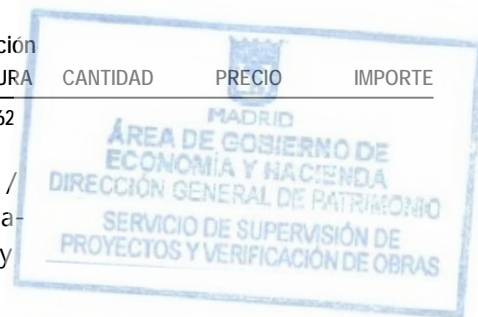 ción
URA CANTIDAD PRECIO IMPORTE
62
MADRID
ÁREA DE GOBIERNO DE
ECONOMÍA Y HACIENDA
/
DIRECCIÓN GENERAL DE PATRIMONIO
a-
SERVICIO DE SUPERVISIÓN DE
y
PROYECTOS Y VERIFICACIÓN DE OBRAS